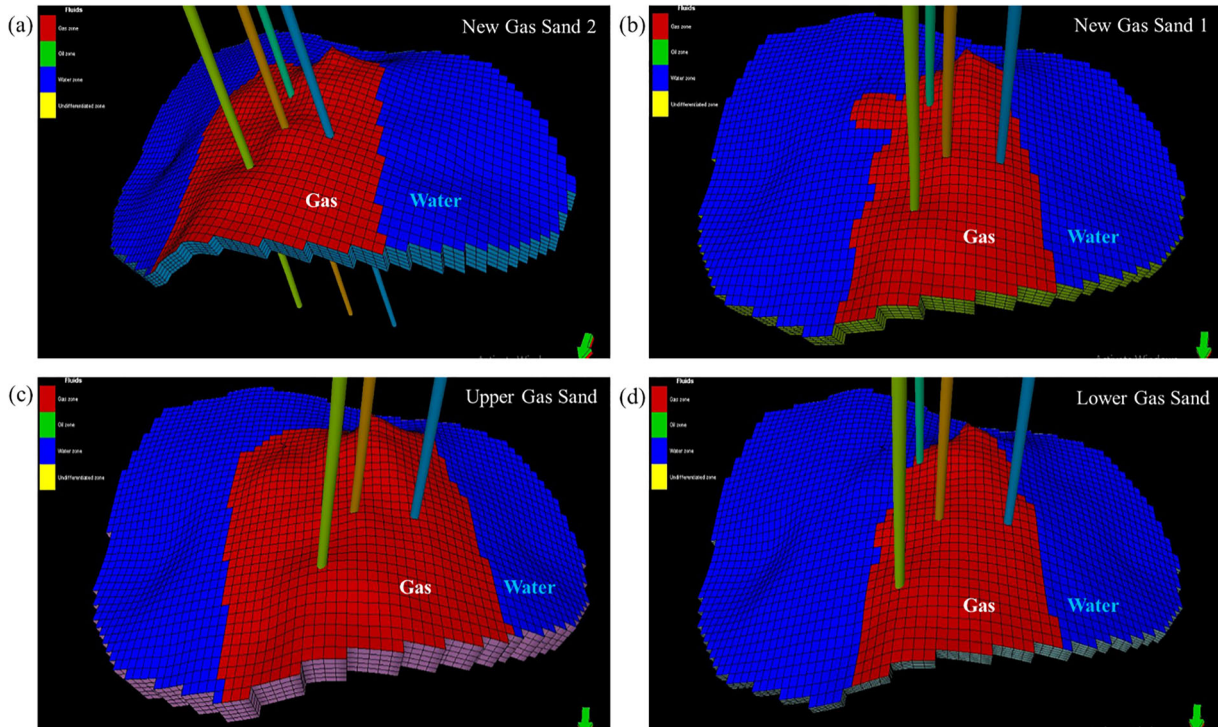 (a)
New Gas Sand 2
Fluids
Gas zone
Oil zone
Water zone
Undifferentiated zone
Gas
Water
(b)
New Gas Sand 1
Fluids
Gas zone
Oil zone
Water zone
Undifferentiated zone
Gas
Water
(c)
Upper Gas Sand
Fluids
Gas zone
Oil zone
Water zone
Undifferentiated zone
Gas
Water
(d)
Lower Gas Sand
Fluids
Gas zone
Oil zone
Water zone
Undifferentiated zone
Gas
Water